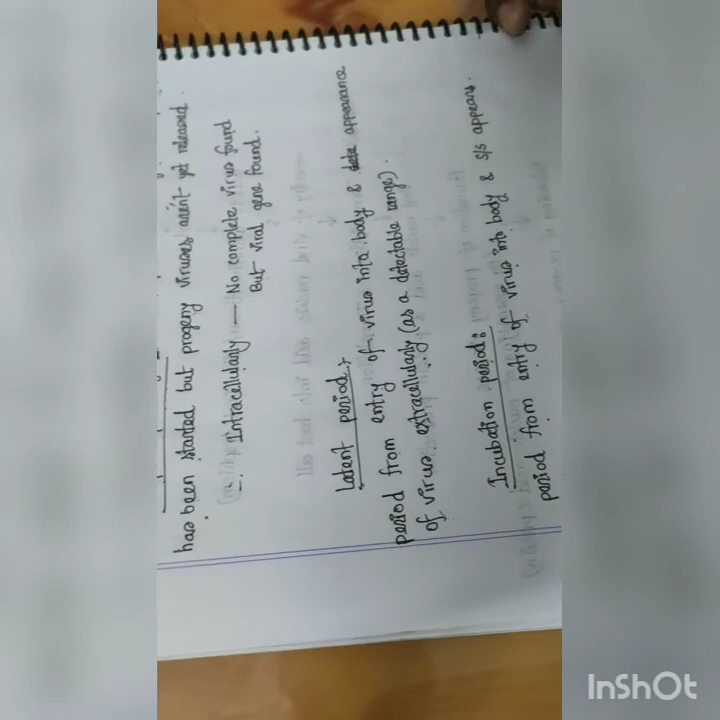 has been started but progeny viruses aren't yet released.
– Intracellularly — No complete virus found
But viral gene found.
Latent period:
period from entry of virus into body & appearance
of virus extracellularly (as a detectable range).
Incubation period:
period from entry of virus into body & s/s appears.
InShOt